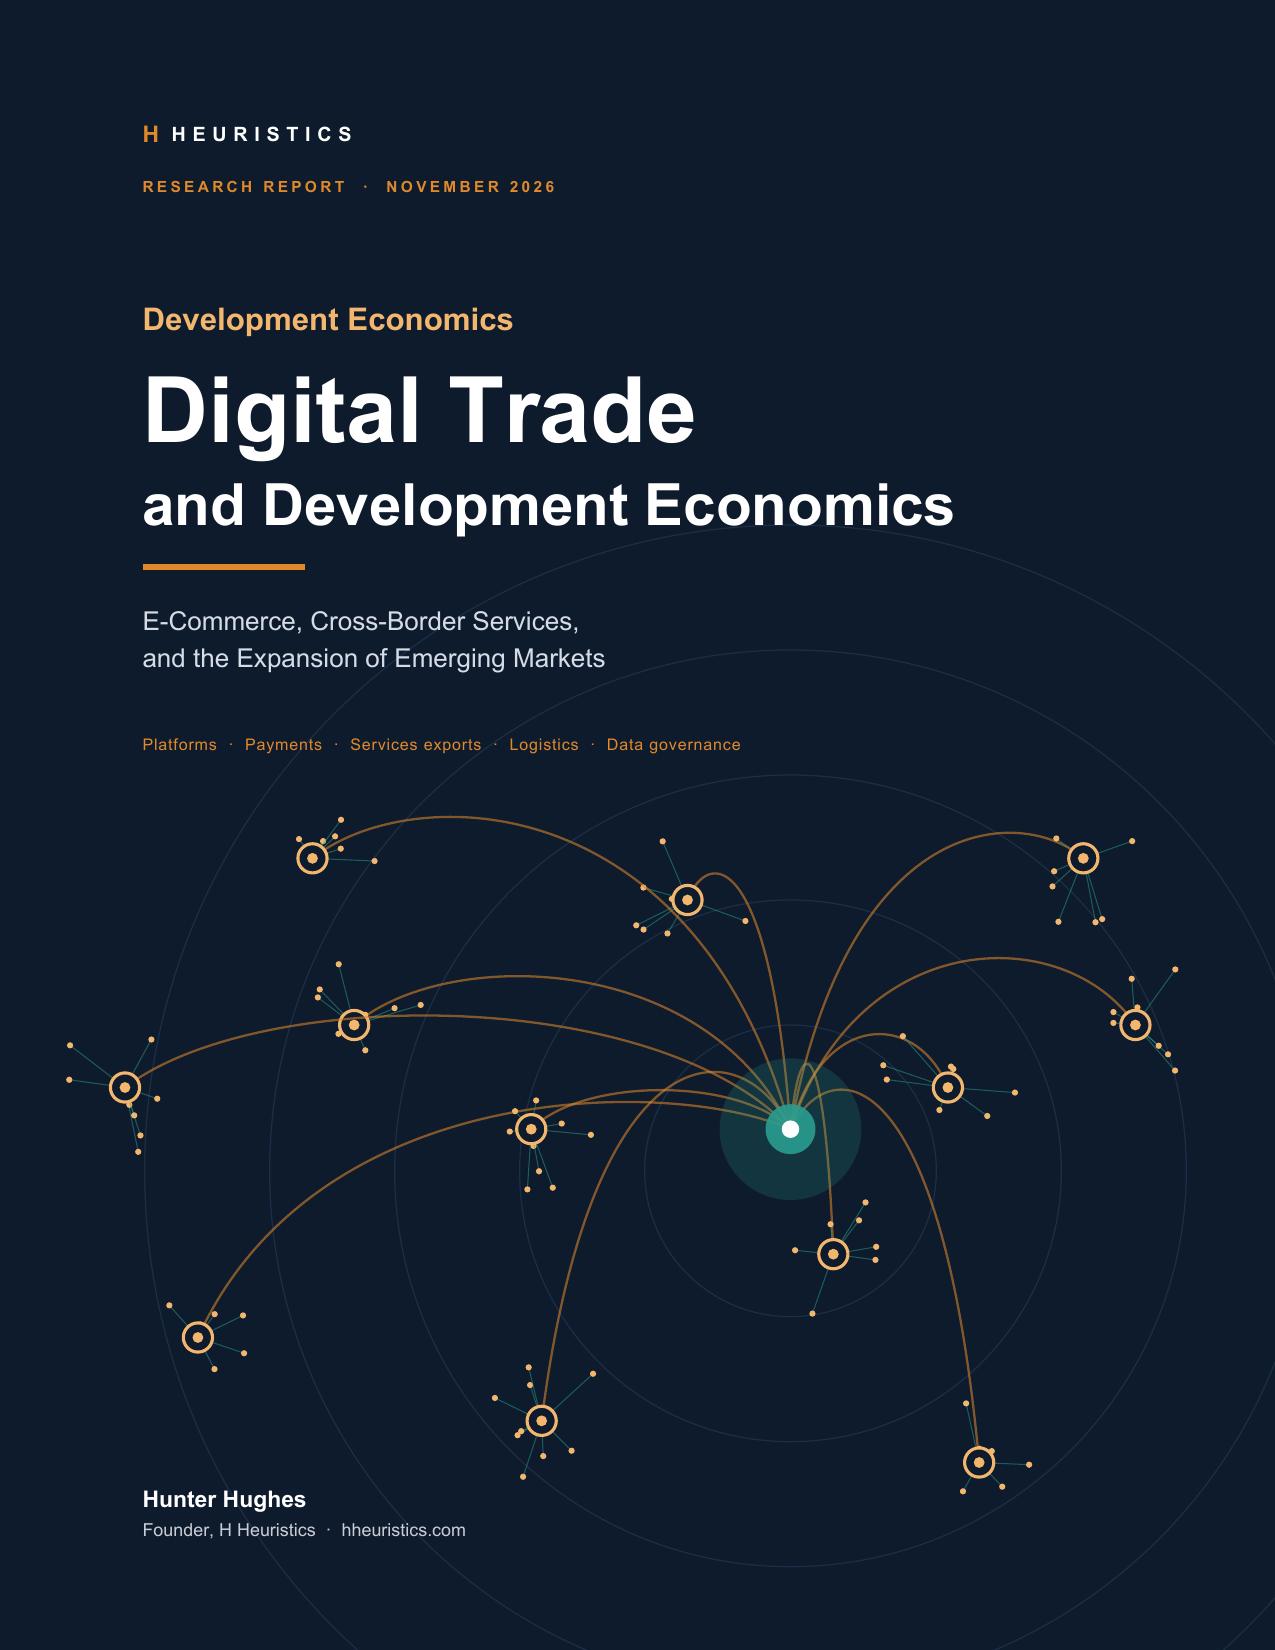 H HEURISTICS
RESEARCH REPORT · NOVEMBER 2026
Development Economics
Digital Trade
and Development Economics
E-Commerce, Cross-Border Services,
and the Expansion of Emerging Markets
Platforms · Payments · Services exports · Logistics · Data governance
Hunter Hughes
Founder, H Heuristics · hheuristics.com